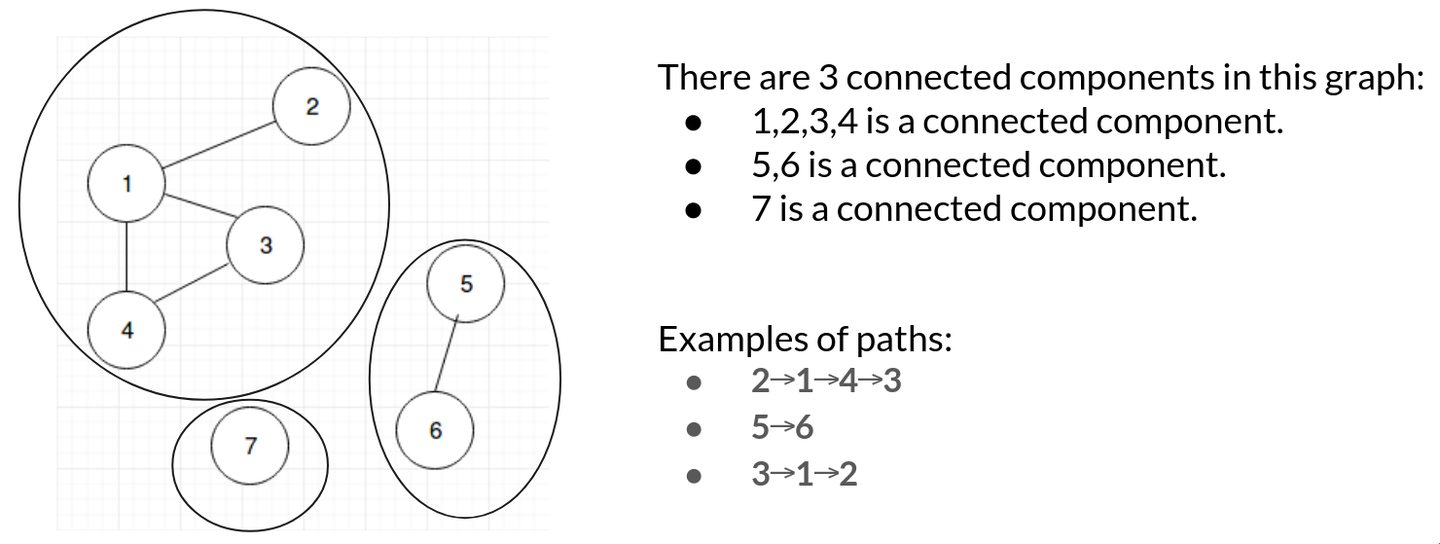 2
1
3
4
5
6
7
There are 3 connected components in this graph:
● 1,2,3,4 is a connected component.
● 5,6 is a connected component.
● 7 is a connected component.
Examples of paths:
● 2→1→4→3
● 5→6
● 3→1→2